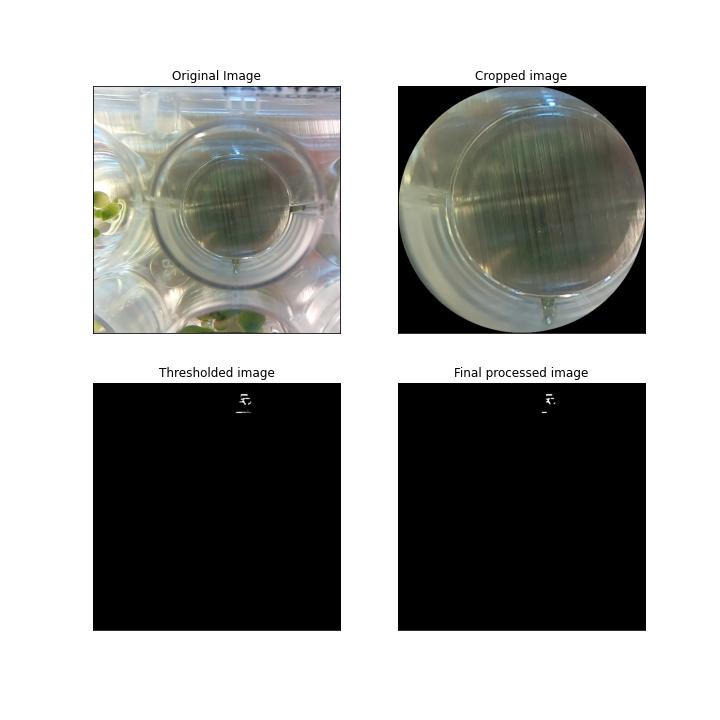 Original Image
Cropped image
Thresholded image
Final processed image